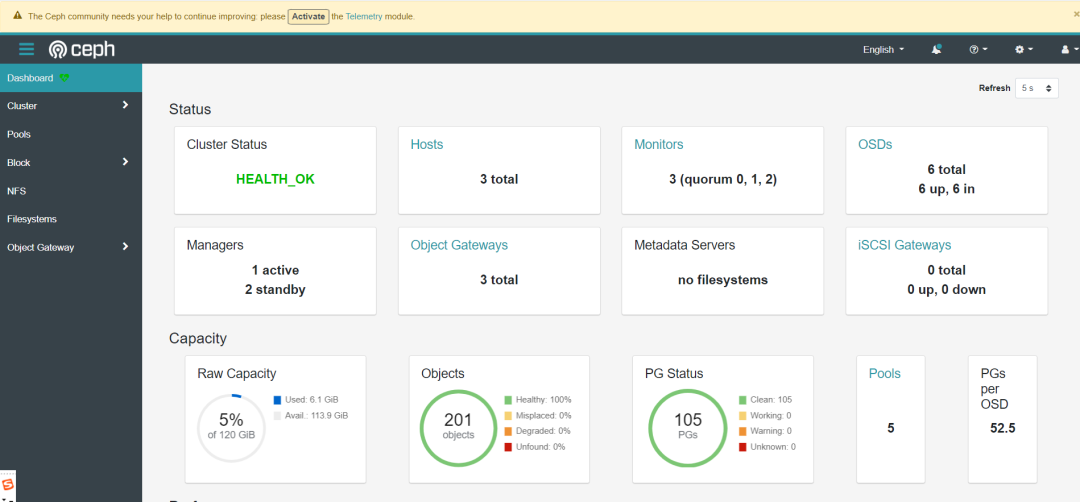 The Ceph community needs your help to continue improving: please Activate the Telemetry module.
×
ceph
English
Dashboard
Cluster
Pools
Block
NFS
Filesystems
Object Gateway
Refresh 5 s
Status
Cluster Status
HEALTH_OK
Hosts
3 total
Monitors
3 (quorum 0, 1, 2)
OSDs
6 total
6 up, 6 in
Managers
1 active
2 standby
Object Gateways
3 total
Metadata Servers
no filesystems
iSCSI Gateways
0 total
0 up, 0 down
Capacity
Raw Capacity
5%
of 120 GiB
Used: 6.1 GiB
Avail.: 113.9 GiB
Objects
201
objects
Healthy: 100%
Misplaced: 0%
Degraded: 0%
Unfound: 0%
PG Status
105
PGs
Clean: 105
Working: 0
Warning: 0
Unknown: 0
Pools
5
PGs
per
OSD
52.5